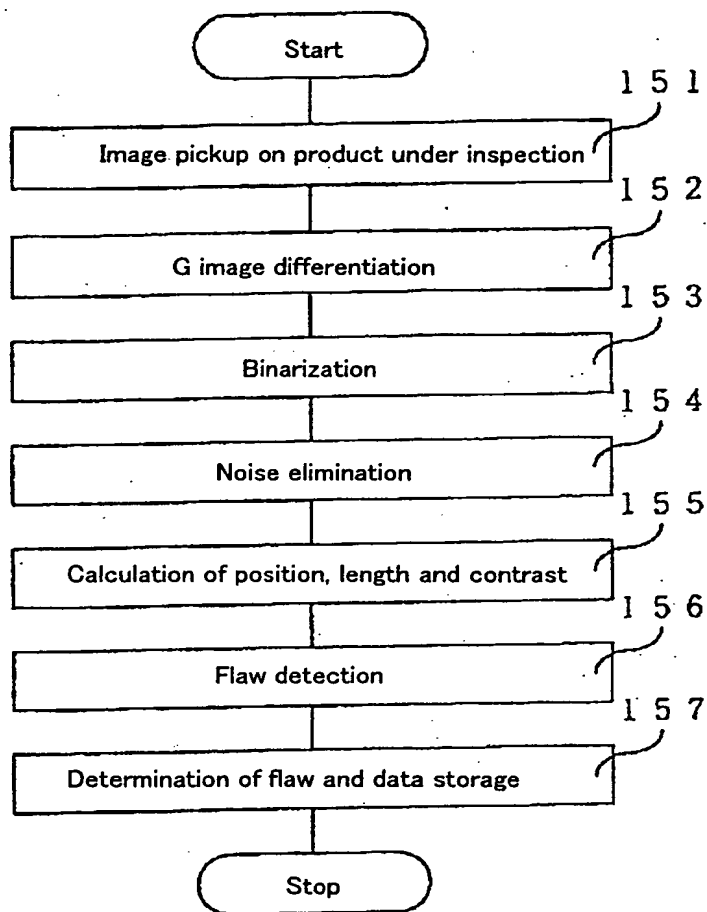 Start
151
Image pickup on product under inspection
152
G image differentiation
153
Binarization
154
Noise elimination
155
Calculation of position, length and contrast
156
Flaw detection
157
Determination of flaw and data storage
Stop